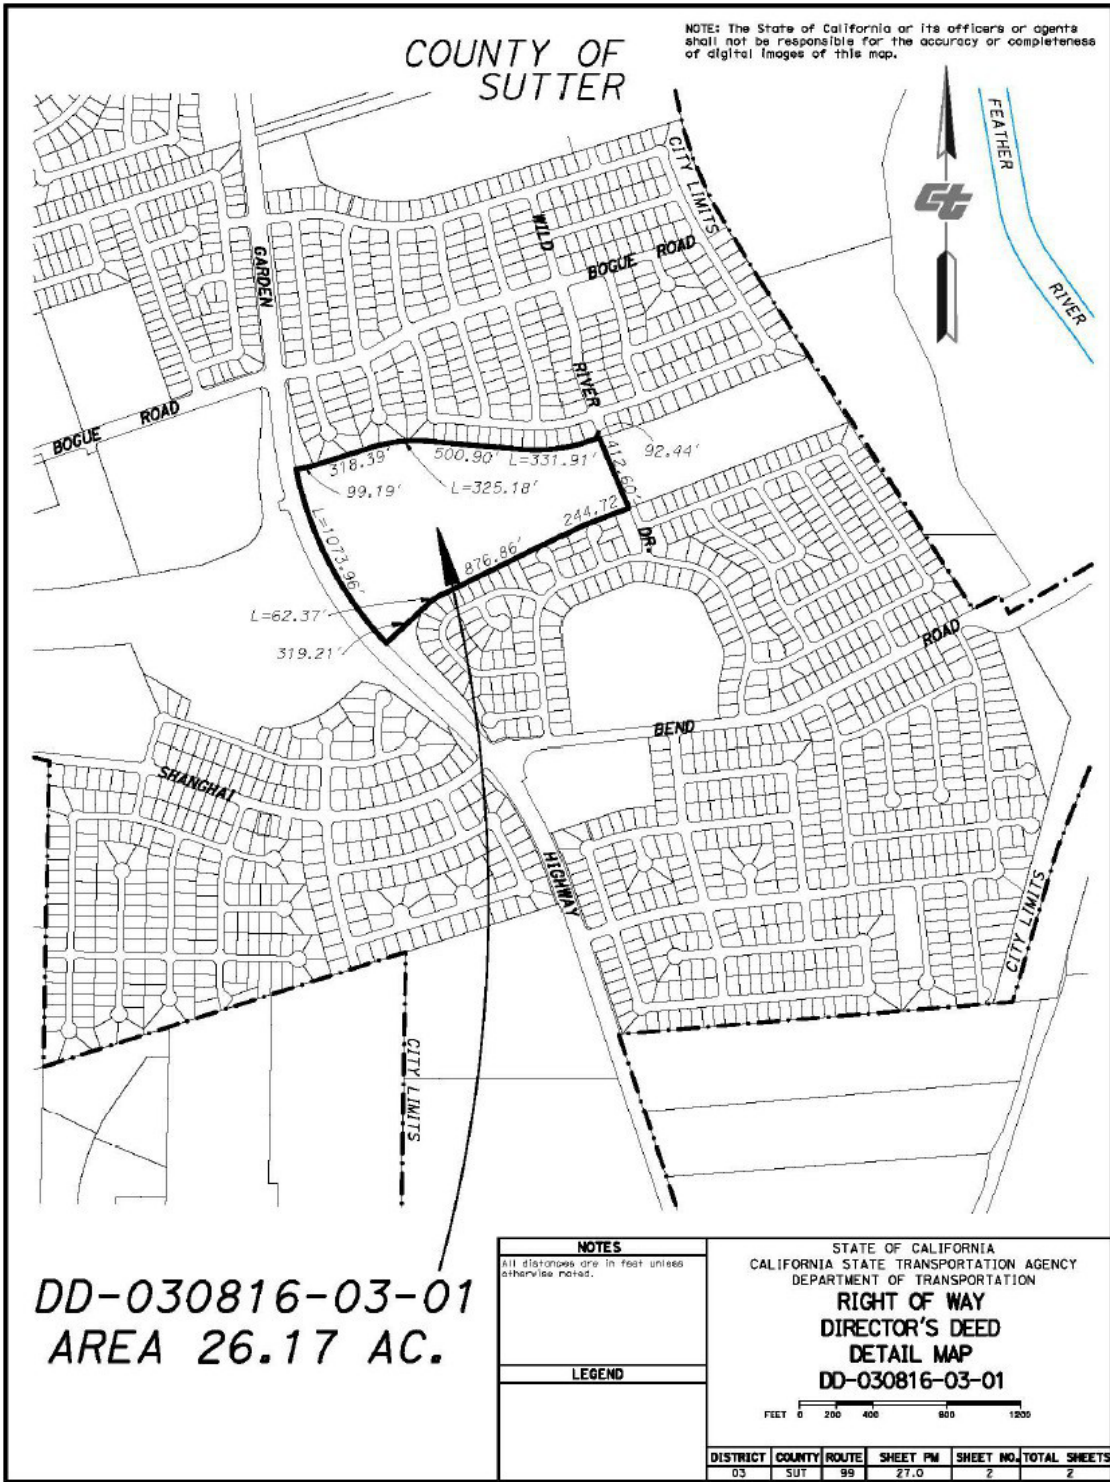 COUNTY OF
SUTTER
NOTE: The State of California or its officers or agents
shall not be responsible for the accuracy or completeness
of digital images of this map.
FEATHER
RIVER
CITY LIMITS
WILD
BOGUE ROAD
GARDEN
RIVER
BOGUE ROAD
318.39'
500.90'
L=331.91'
412.60'
92.44'
99.19'
L=325.18'
244.72'
L=1073.96'
DR.
876.86'
L=62.37'
319.21'
ROAD
BEND
SHANGHAI
HIGHWAY
CITY LIMITS
CITY LIMITS
DD-030816-03-01
AREA 26.17 AC.
NOTES
All distances are in feet unless
otherwise noted.
LEGEND
STATE OF CALIFORNIA
CALIFORNIA STATE TRANSPORTATION AGENCY
DEPARTMENT OF TRANSPORTATION
RIGHT OF WAY
DIRECTOR'S DEED
DETAIL MAP
DD-030816-03-01
FEET 0 200 400 800 1200
DISTRICT COUNTY ROUTE SHEET PM SHEET NO. TOTAL SHEETS
03 SUT 99 27.0 2 2